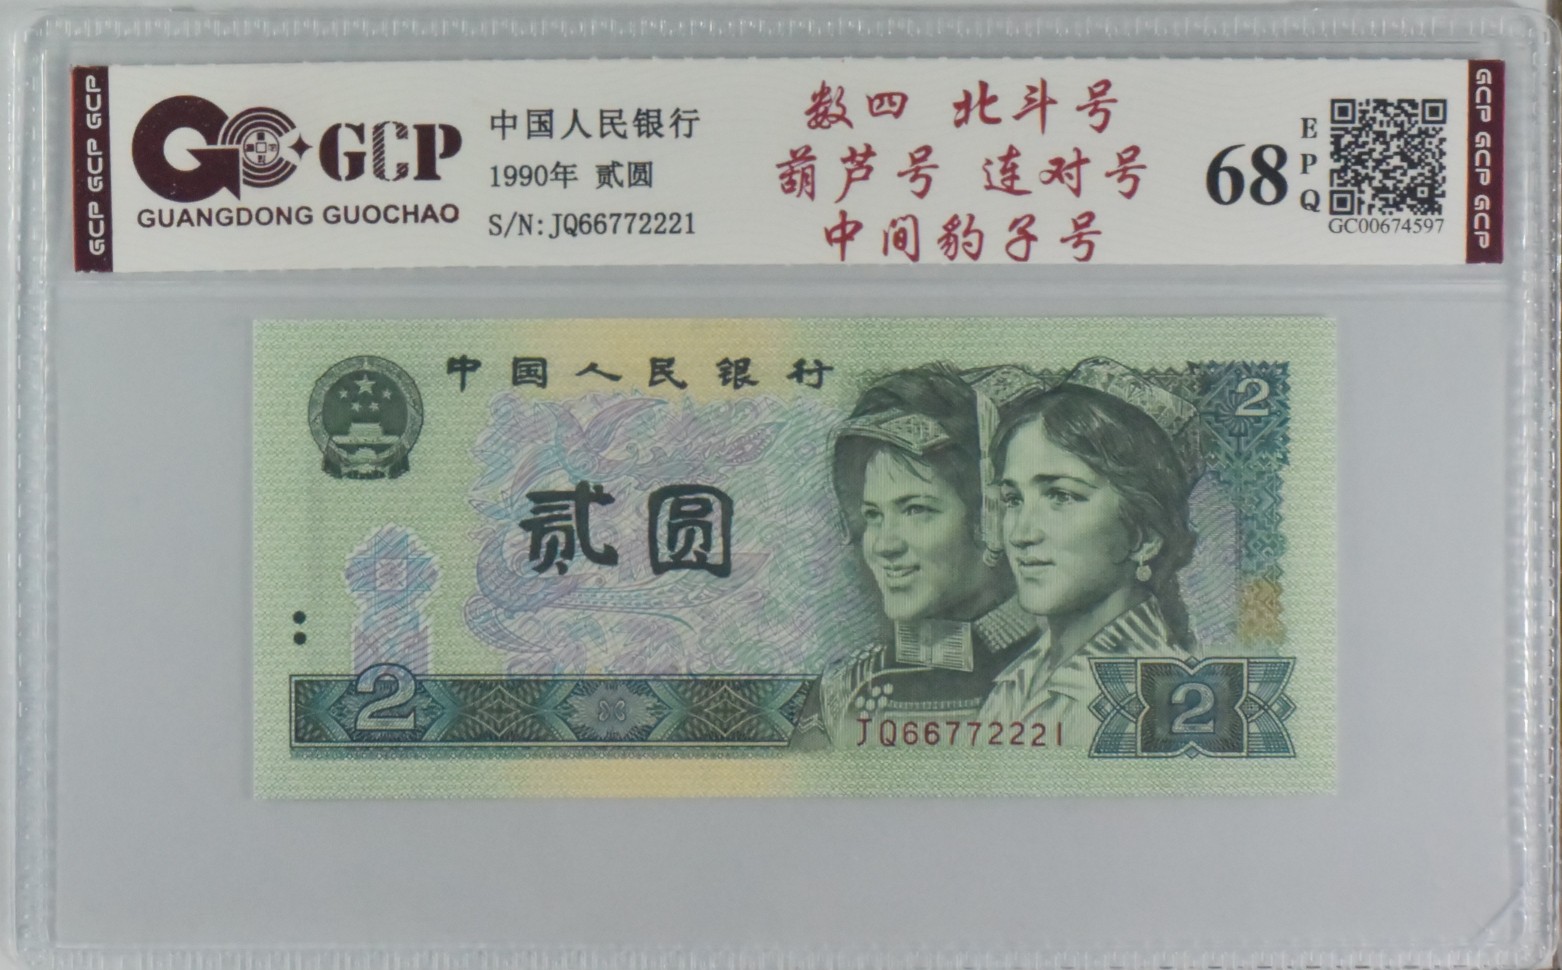 GCP GCP GCP
GCP
GUANGDONG GUOCHAO
中国人民银行
1990年 贰圆
S/N:JQ66772221
数四 北斗号
葫芦号 连对号
中间豹子号
68
EPQ
GC00674597
GCP GCP GCP
中国人民银行
2
贰圆
2
JQ66772221
2